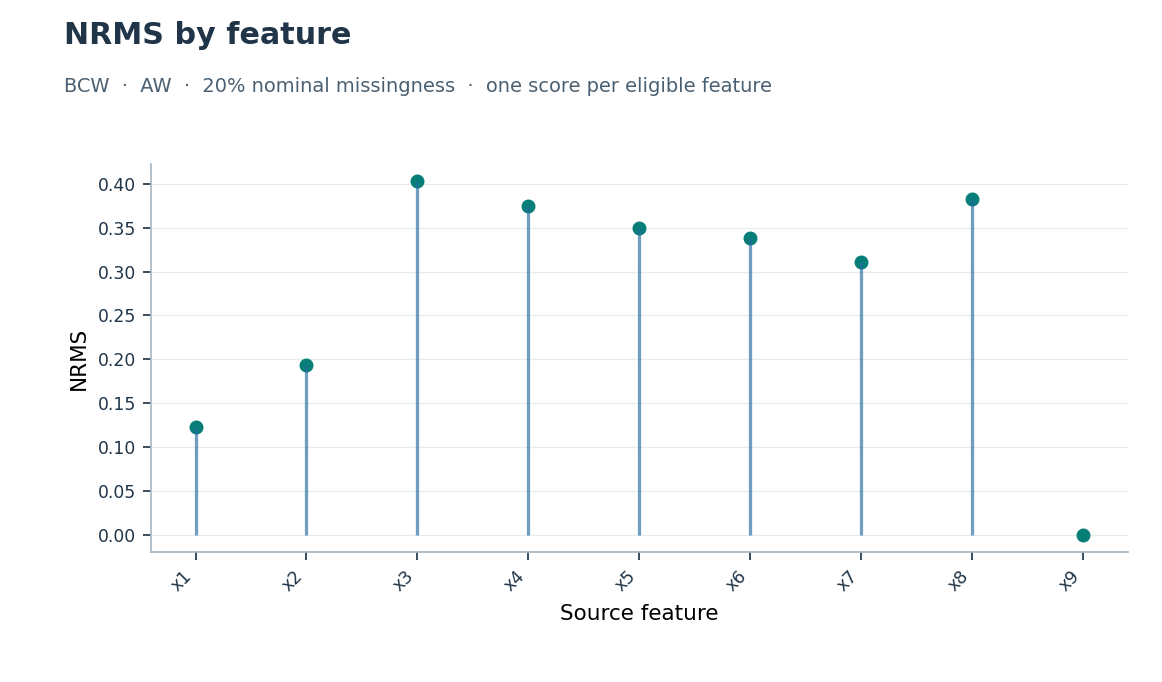 NRMS by feature
BCW · AW · 20% nominal missingness · one score per eligible feature
NRMS
0.40
0.35
0.30
0.25
0.20
0.15
0.10
0.05
0.00
x1 x2 x3 x4 x5 x6 x7 x8 x9
Source feature